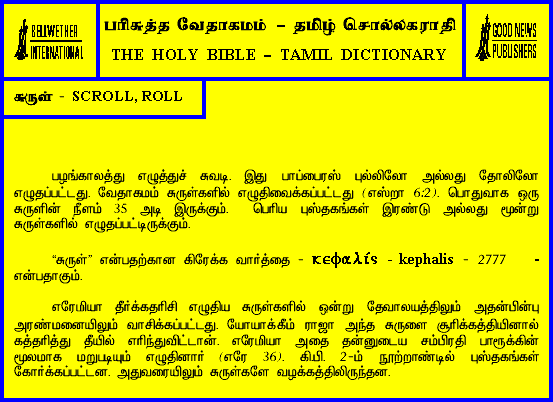 BELLWETHER
INTERNATIONAL
பரிசுத்த வேதாகமம் – தமிழ் சொல்லகராதி
THE HOLY BIBLE – TAMIL DICTIONARY
GOOD NEWS
PUBLISHERS
சுருள் - SCROLL, ROLL
பழங்காலத்து எழுத்துச் சுவடி. இது பாப்பைரஸ் புல்லிலோ அல்லது தோலிலோ
எழுதப்பட்டது. வேதாகமம் சுருள்களில் எழுதிவைக்கப்பட்டது (எஸ்றா 6:2). பொதுவாக ஒரு
சுருளின் நீளம் 35 அடி இருக்கும். பெரிய புஸ்தகங்கள் இரண்டு அல்லது மூன்று
சுருள்களில் எழுதப்பட்டிருக்கும்.
“சுருள்” என்பதற்கான கிரேக்க வார்த்தை - κεφαλίs - kephalis - 2777 -
என்பதாகும்.
எரேமியா தீர்க்கதரிசி எழுதிய சுருள்களில் ஒன்று தேவாலயத்திலும் அதன்பின்பு
அரண்மனையிலும் வாசிக்கப்பட்டது. யோயாக்கீம் ராஜா அந்த சுருளை சூரிக்கத்தியினால்
கத்தரித்து தீயில் எரிந்துவிட்டான். எரேமியா அதை தன்னுடைய சம்பிரதி பாரூக்கின்
மூலமாக மறுபடியும் எழுதினார் (எரே 36). கி.பி. 2-ம் நூற்றாண்டில் புஸ்தகங்கள்
கோர்க்கப்பட்டன. அதுவரையிலும் சுருள்களே வழக்கத்திலிருந்தன.